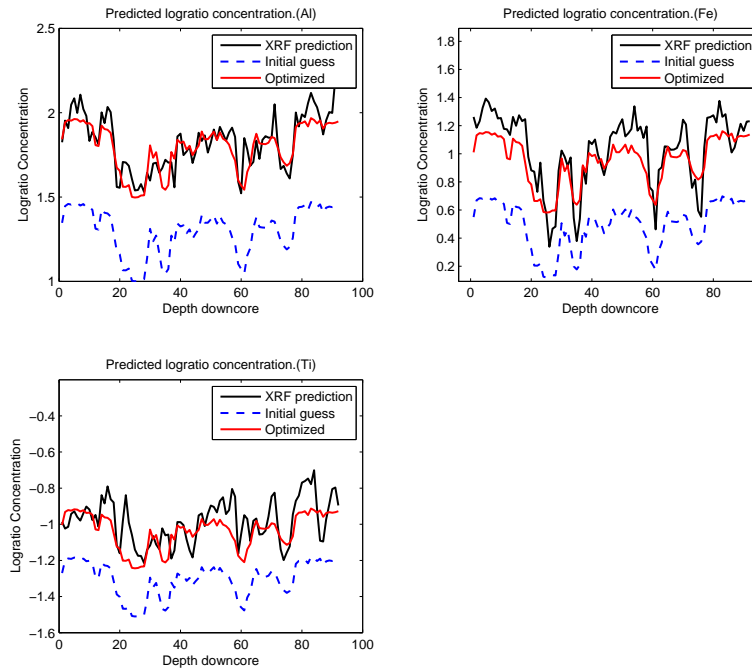 Predicted logratio concentration.(Al)
2.5
2
1.5
1
0
20
40
60
80
100
Logratio Concentration
Depth downcore
XRF prediction
Initial guess
Optimized
Predicted logratio concentration.(Fe)
1.8
1.6
1.4
1.2
1
0.8
0.6
0.4
0.2
0
20
40
60
80
Logratio Concentration
Depth downcore
XRF prediction
Initial guess
Optimized
Predicted logratio concentration.(Ti)
-0.4
-0.6
-0.8
-1
-1.2
-1.4
-1.6
0
20
40
60
80
100
Logratio Concentration
Depth downcore
XRF prediction
Initial guess
Optimized